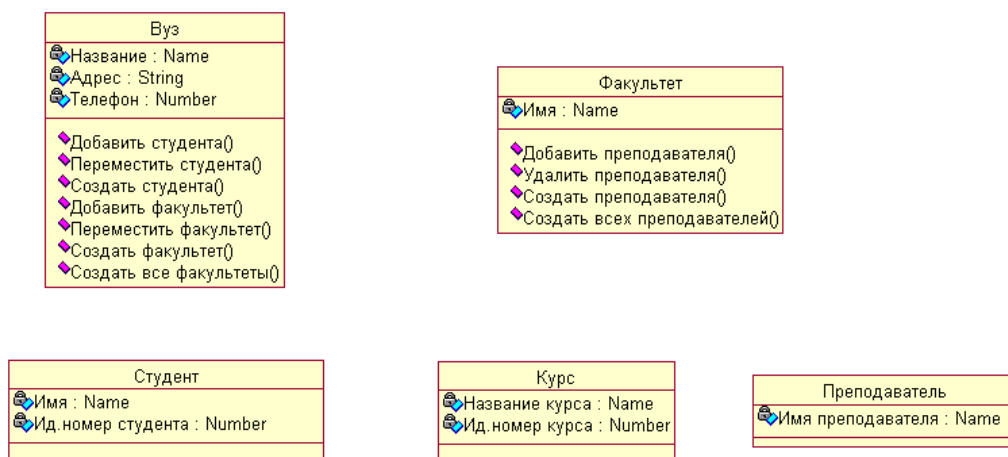 Вуз
Название : Name
Адрес : String
Телефон : Number
Добавить студента()
Переместить студента()
Создать студента()
Добавить факультет()
Переместить факультет()
Создать факультет()
Создать все факультеты()
Факультет
Имя : Name
Добавить преподавателя()
Удалить преподавателя()
Создать преподавателя()
Создать всех преподавателей()
Студент
Имя : Name
Ид.номер студента : Number
Курс
Название курса : Name
Ид.номер курса : Number
Преподаватель
Имя преподавателя : Name